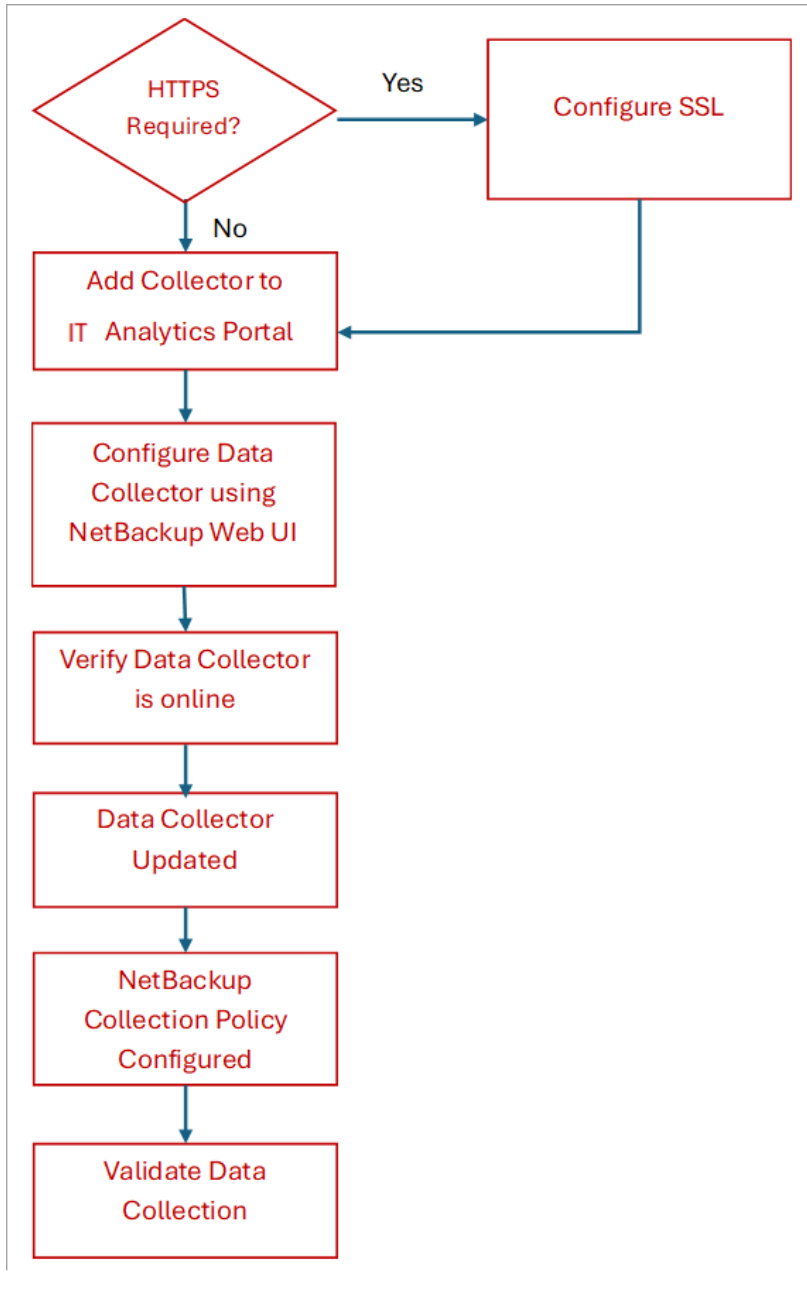 HTTPS
Required?
Yes
Configure SSL
No
Add Collector to
IT Analytics Portal
Configure Data
Collector using
NetBackup Web UI
Verify Data Collector
is online
Data Collector
Updated
NetBackup
Collection Policy
Configured
Validate Data
Collection